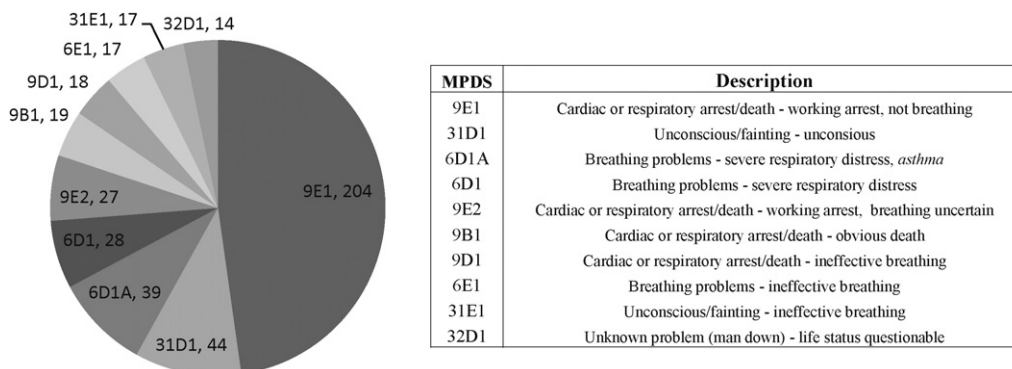 31E1, 17
32D1, 14
6E1, 17
9D1, 18
9B1, 19
9E1, 204
9E2, 27
6D1, 28
6D1A, 39
31D1, 44
MPDS Description
9E1 Cardiac or respiratory arrest/death - working arrest, not breathing
31D1 Unconscious/fainting - unconsious
6D1A Breathing problems - severe respiratory distress, asthma
6D1 Breathing problems - severe respiratory distress
9E2 Cardiac or respiratory arrest/death - working arrest, breathing uncertain
9B1 Cardiac or respiratory arrest/death - obvious death
9D1 Cardiac or respiratory arrest/death - ineffective breathing
6E1 Breathing problems - ineffective breathing
31E1 Unconscious/fainting - ineffective breathing
32D1 Unknown problem (man down) - life status questionable